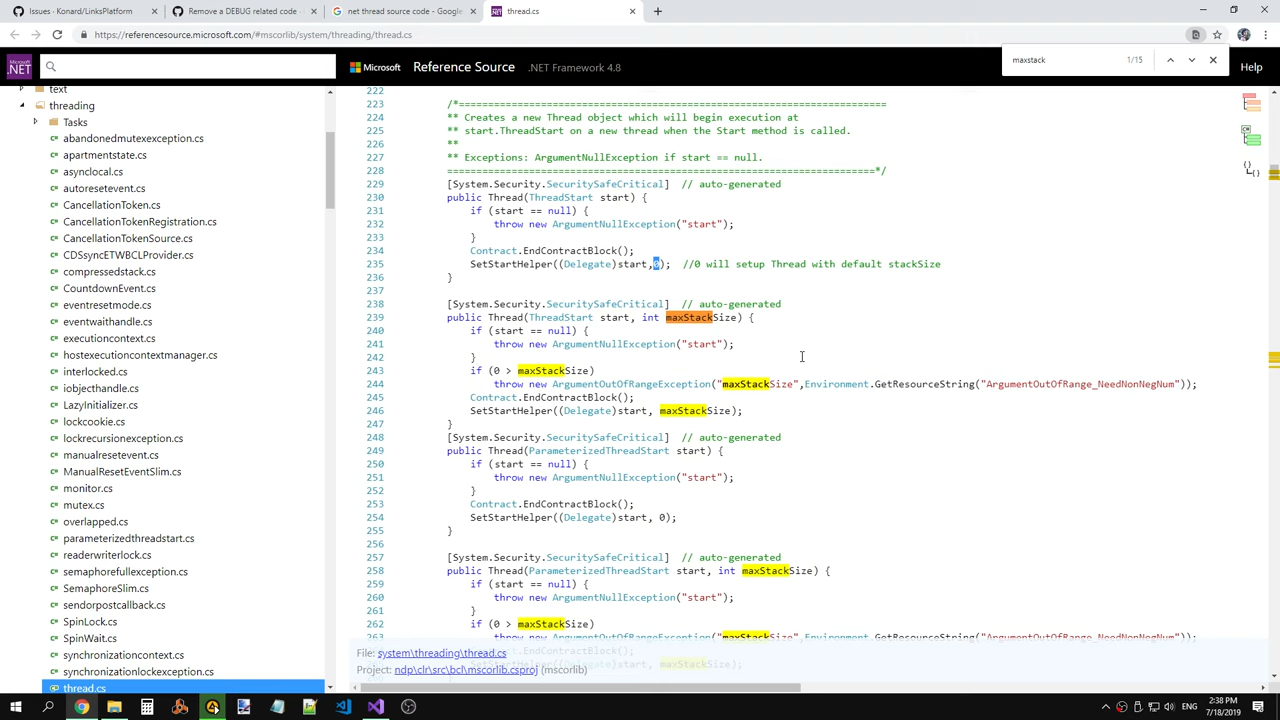 Issues · Konard/LinksPlatform
Remove a DEBUG related code ·
net thread source code - Google
thread.cs
https://referencesource.microsoft.com/#mscorlib/system/threading/thread.cs
.NET
Microsoft
Reference Source
.NET Framework 4.8
maxstack
1/15
Help
text
threading
Tasks
abandonedmutexexception.cs
apartmentstate.cs
asynclocal.cs
autoresetevent.cs
CancellationToken.cs
CancellationTokenRegistration.cs
CancellationTokenSource.cs
CDSsyncETWBCLProvider.cs
compressedstack.cs
CountdownEvent.cs
eventresetmode.cs
eventwaithandle.cs
executioncontext.cs
hostexecutioncontextmanager.cs
interlocked.cs
iobjecthandle.cs
LazyInitializer.cs
lockcookie.cs
lockrecursionexception.cs
manualresetevent.cs
ManualResetEventSlim.cs
monitor.cs
mutex.cs
overlapped.cs
parameterizedthreadstart.cs
readerwriterlock.cs
semaphorefullexception.cs
SemaphoreSlim.cs
sendorpostcallback.cs
SpinLock.cs
SpinWait.cs
synchronizationcontext.cs
synchronizationlockexception.cs
thread.cs
222
223 /*=========================================================================
224 ** Creates a new Thread object which will begin execution at
225 ** start.ThreadStart on a new thread when the Start method is called.
226 **
227 ** Exceptions: ArgumentNullException if start == null.
228 =========================================================================*/
229 [System.Security.SecuritySafeCritical] // auto-generated
230 public Thread(ThreadStart start) {
231 if (start == null) {
232 throw new ArgumentNullException("start");
233 }
234 Contract.EndContractBlock();
235 SetStartHelper((Delegate)start,0); //0 will setup Thread with default stackSize
236 }
237
238 [System.Security.SecuritySafeCritical] // auto-generated
239 public Thread(ThreadStart start, int maxStackSize) {
240 if (start == null) {
241 throw new ArgumentNullException("start");
242 }
243 if (0 > maxStackSize)
244 throw new ArgumentOutOfRangeException("maxStackSize",Environment.GetResourceString("ArgumentOutOfRange_NeedNonNegNum"));
245 Contract.EndContractBlock();
246 SetStartHelper((Delegate)start, maxStackSize);
247 }
248 [System.Security.SecuritySafeCritical] // auto-generated
249 public Thread(ParameterizedThreadStart start) {
250 if (start == null) {
251 throw new ArgumentNullException("start");
252 }
253 Contract.EndContractBlock();
254 SetStartHelper((Delegate)start, 0);
255 }
256
257 [System.Security.SecuritySafeCritical] // auto-generated
258 public Thread(ParameterizedThreadStart start, int maxStackSize) {
259 if (start == null) {
260 throw new ArgumentNullException("start");
261 }
262 if (0 > maxStackSize)
263 throw new ArgumentOutOfRangeException("maxStackSize",Environment.GetResourceString("ArgumentOutOfRange_NeedNonNegNum"));
Contract.EndContractBlock();
SetStartHelper((Delegate)start, maxStackSize);
File: system\threading\thread.cs
Project: ndp\clr\src\bcl\mscorlib.csproj (mscorlib)
ENG
2:38 PM
7/18/2019